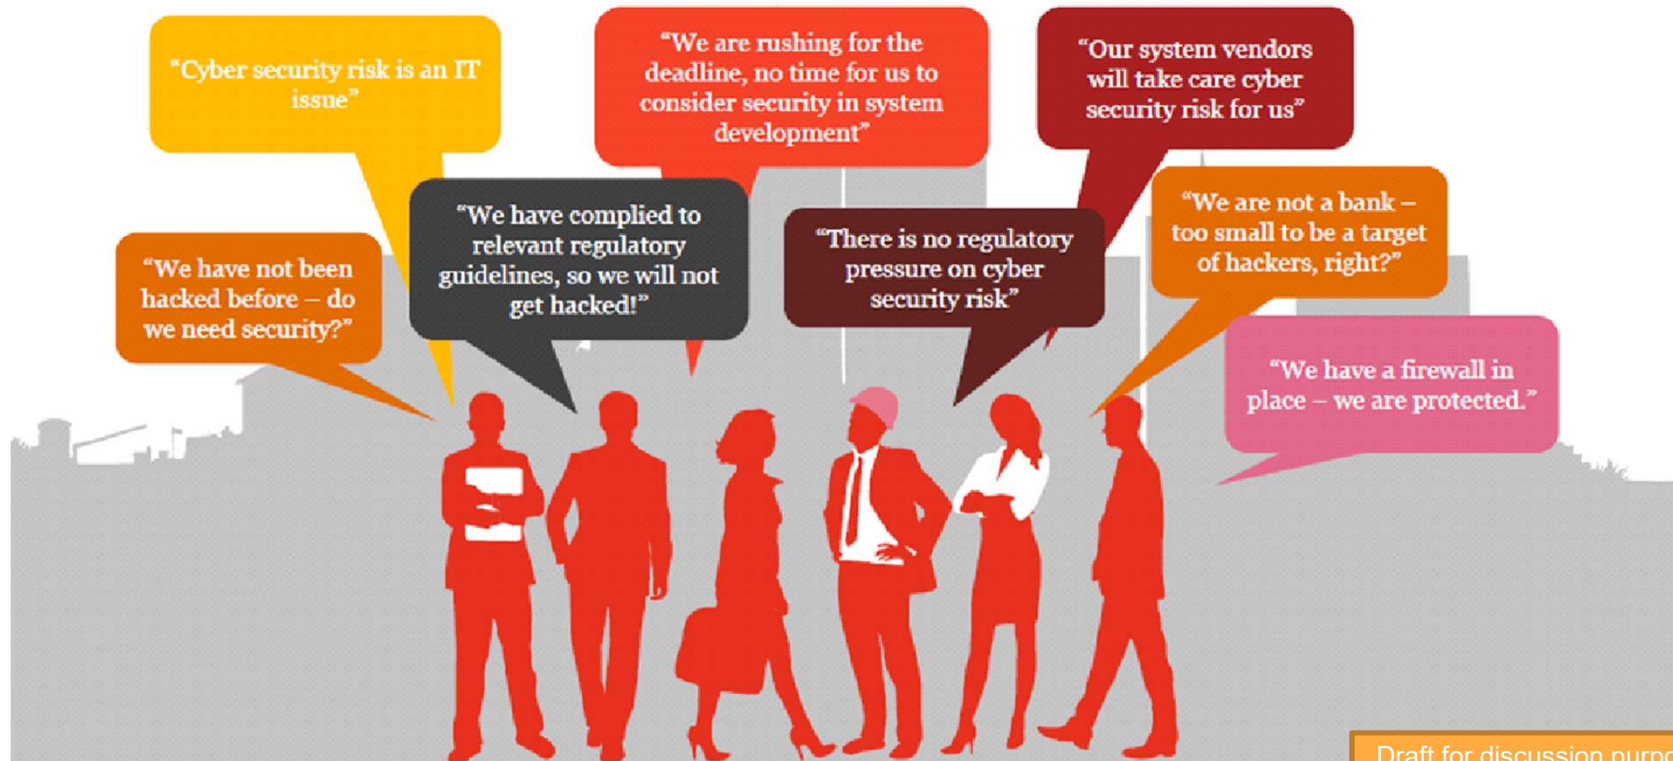 “Cyber security risk is an IT
issue”
“We are rushing for the
deadline, no time for us to
consider security in system
development”
“Our system vendors
will take care cyber
security risk for us”
“We have not been
hacked before – do
we need security?”
“We have complied to
relevant regulatory
guidelines, so we will not
get hacked!”
“There is no regulatory
pressure on cyber
security risk”
“We are not a bank –
too small to be a target
of hackers, right?”
“We have a firewall in
place – we are protected.”
Draft for discussion